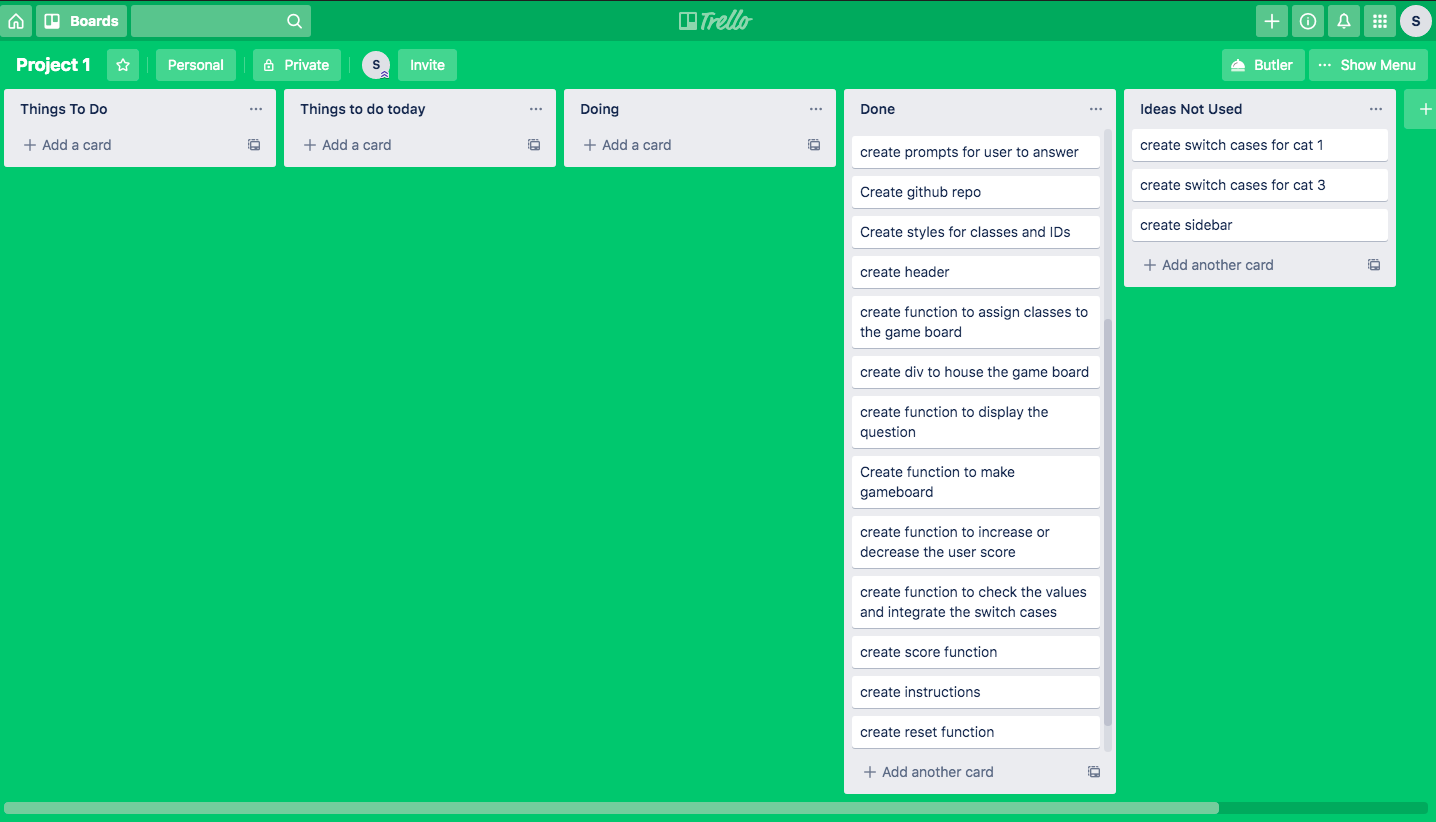 Boards
Trello
S
Project 1
Personal
Private
S
Invite
Butler
Show Menu
Things To Do
Add a card
Things to do today
Add a card
Doing
Add a card
Done
create prompts for user to answer
Create github repo
Create styles for classes and IDs
create header
create function to assign classes to
the game board
create div to house the game board
create function to display the
question
Create function to make
gameboard
create function to increase or
decrease the user score
create function to check the values
and integrate the switch cases
create score function
create instructions
create reset function
Add another card
Ideas Not Used
create switch cases for cat 1
create switch cases for cat 3
create sidebar
Add another card